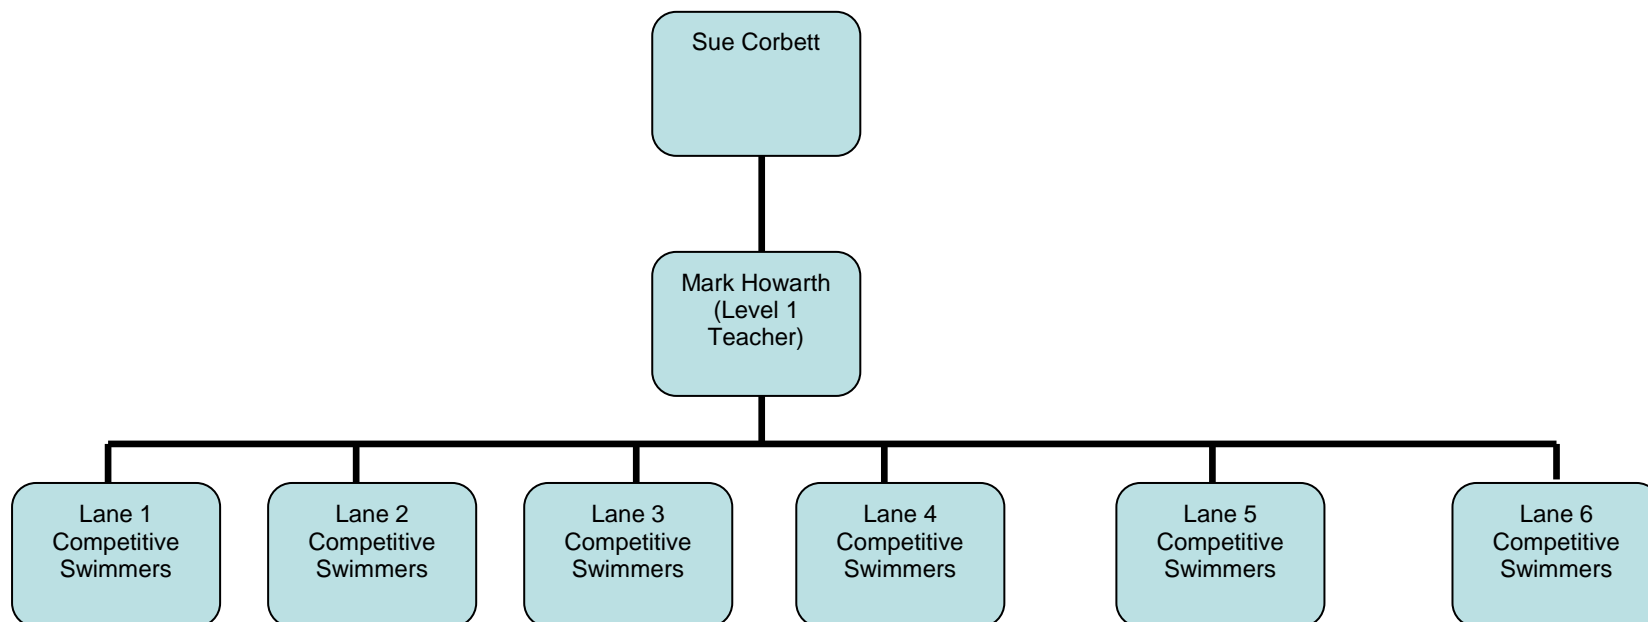 Sue Corbett
Mark Howarth
(Level 1
Teacher)
Lane 1
Competitive
Swimmers
Lane 2
Competitive
Swimmers
Lane 3
Competitive
Swimmers
Lane 4
Competitive
Swimmers
Lane 5
Competitive
Swimmers
Lane 6
Competitive
Swimmers